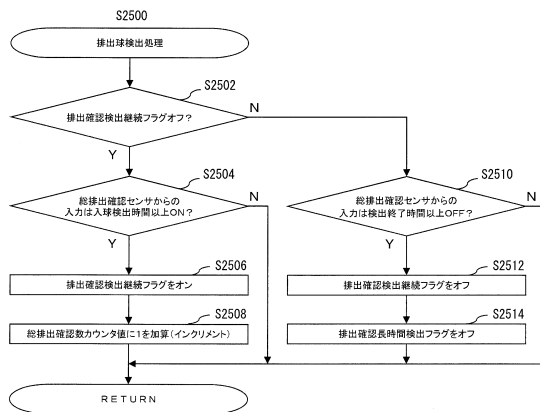 S2500
排出球検出処理
S2502
排出確認検出継続フラグオフ?
N
Y
S2504
総排出確認センサからの
入力は入球検出時間以上ON?
N
Y
S2510
総排出確認センサからの
入力は検出終了時間以上OFF?
N
Y
S2506
排出確認検出継続フラグをオン
S2512
排出確認検出継続フラグをオフ
S2508
総排出確認数カウンタ値に1を加算(インクリメント)
S2514
排出確認長時間検出フラグをオフ
RETURN